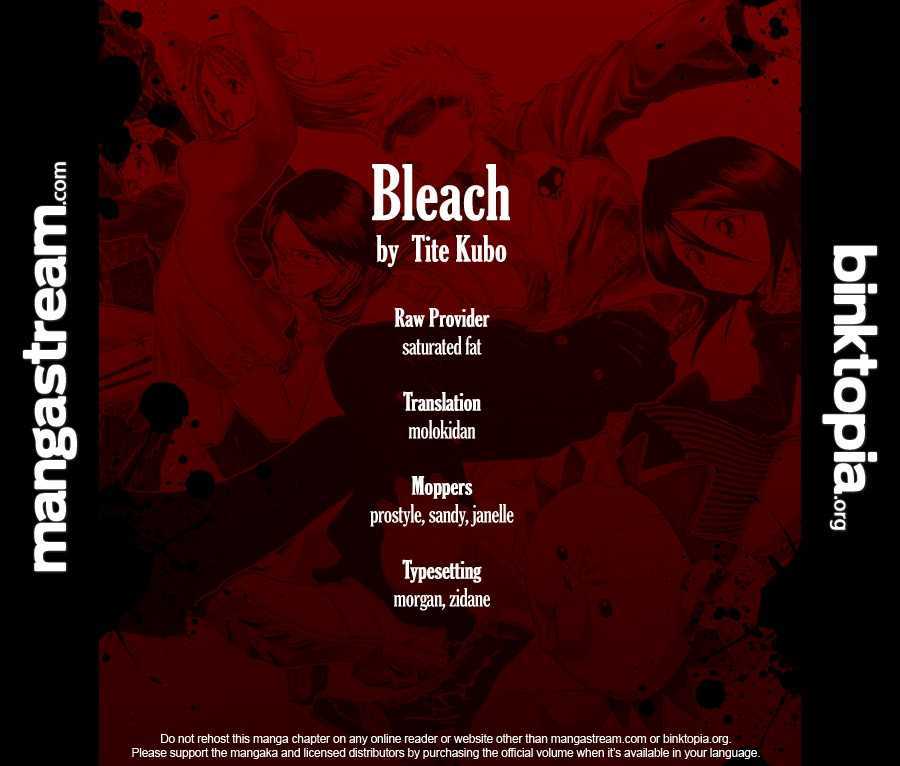 mangastream.com
Bleach
by Tite Kubo
Raw Provider
saturated fat
Translation
molokidan
Moppers
prostyle, sandy, janelle
Typesetting
morgan, zidane
binktopia.org
Do not rehost this manga chapter on any online reader or website other than mangastream.com or binktopia.org.
Please support the mangaka and licensed distributors by purchasing the official volume when it's available in your language.